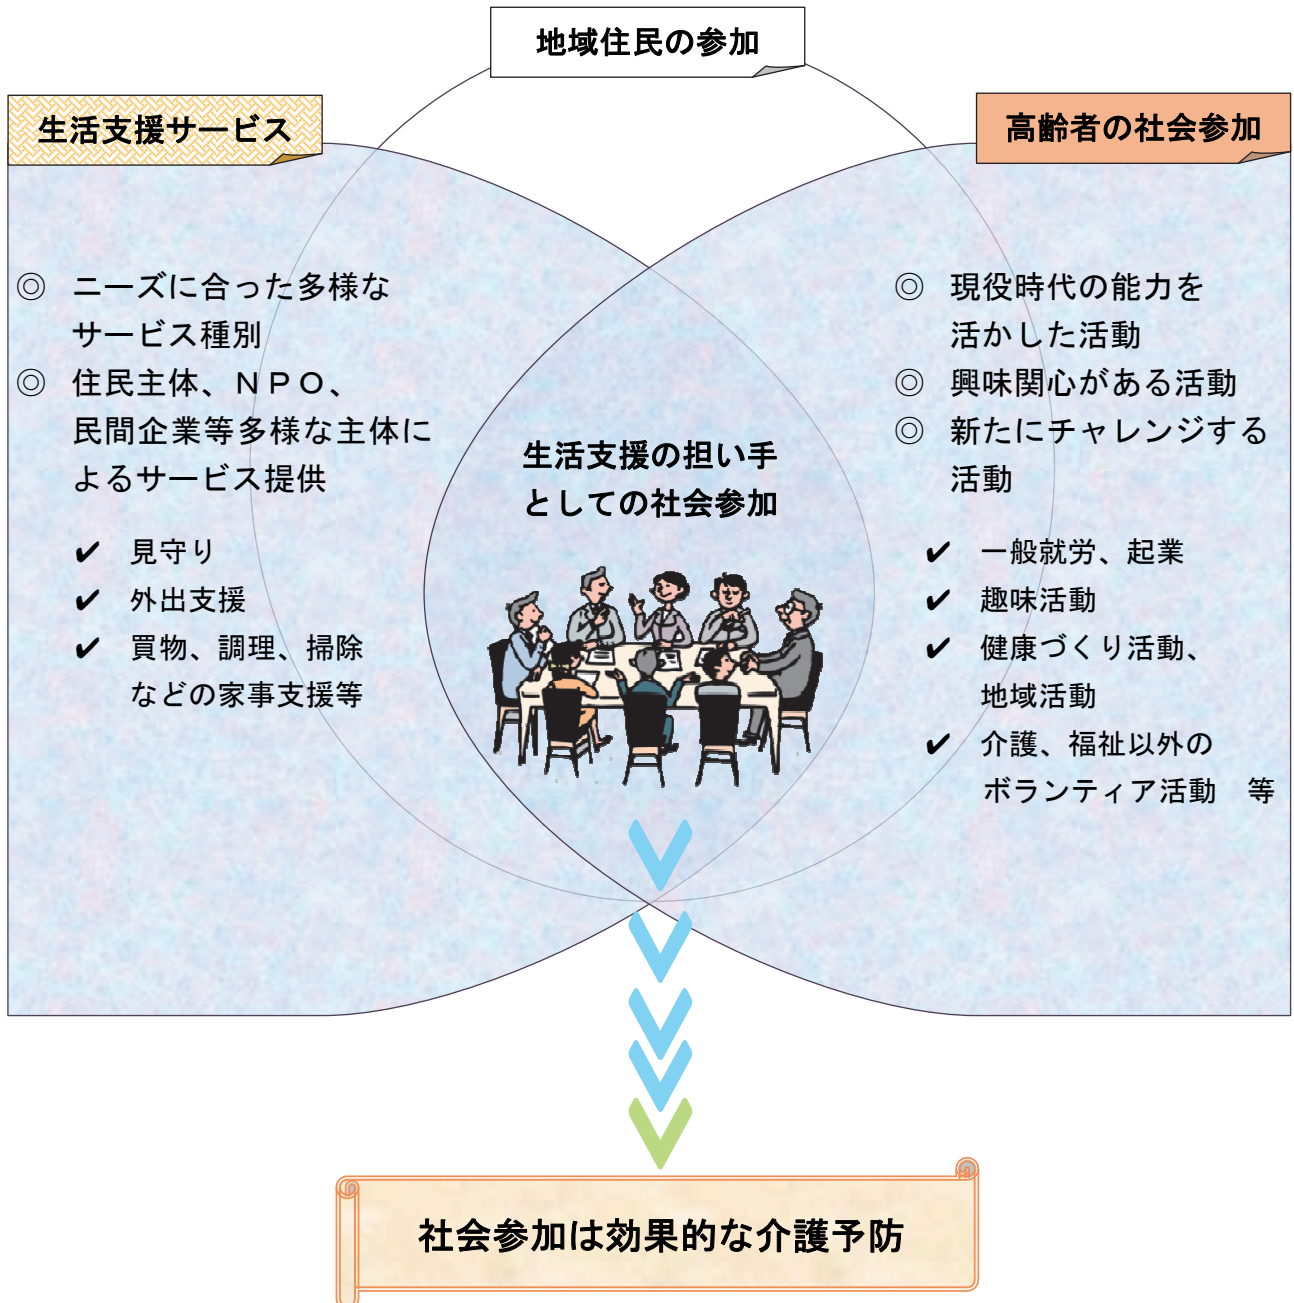 地域住民の参加
生活支援サービス
高齢者の社会参加
◎ ニーズに合った多様な
サービス種別
◎ 住民主体、ＮＰＯ、
民間企業等多様な主体に
よるサービス提供
✔ 見守り
✔ 外出支援
✔ 買物、調理、掃除
などの家事支援等
生活支援の担い手
としての社会参加
◎ 現役時代の能力を
活かした活動
◎ 興味関心がある活動
◎ 新たにチャレンジする
活動
✔ 一般就労、起業
✔ 趣味活動
✔ 健康づくり活動、
地域活動
✔ 介護、福祉以外の
ボランティア活動　等
社会参加は効果的な介護予防